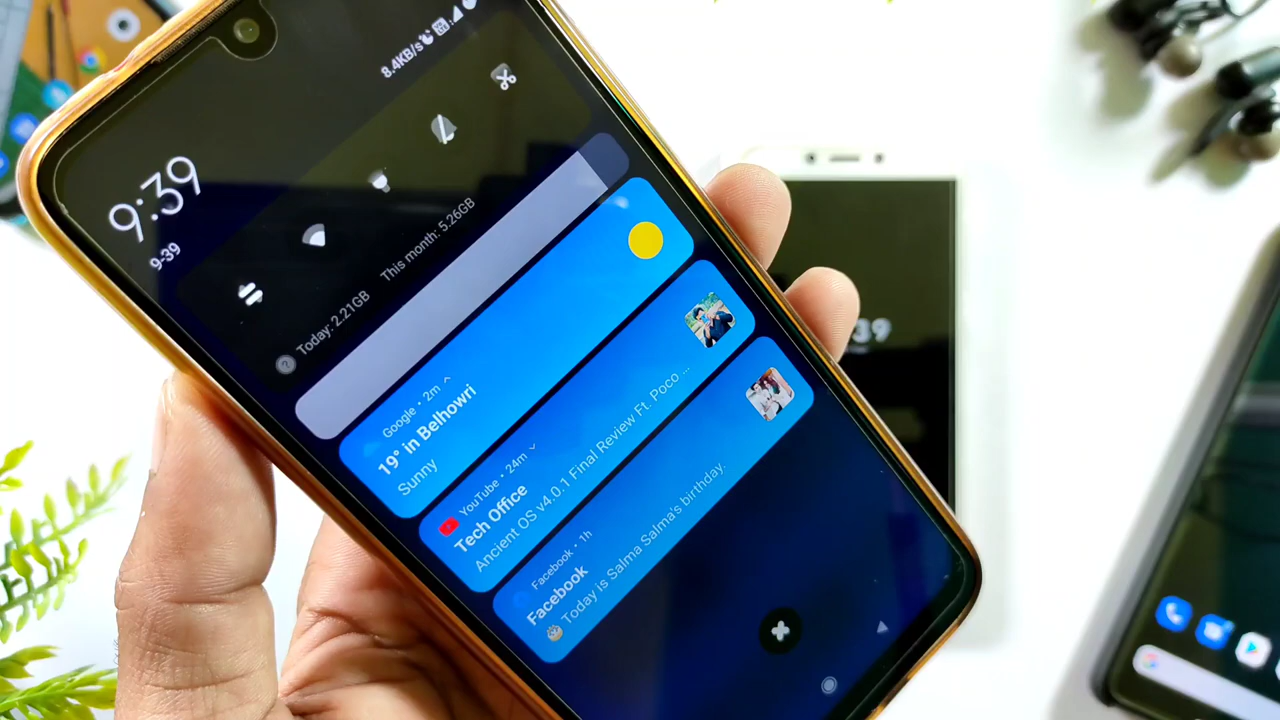 8.4KB/s
9:39
9-39
Today: 2.21GB This month: 5.26GB
Google • 2m
19° in Belhowri
Sunny
YouTube • 24m
Tech Office
Ancient OS v4.0.1 Final Review Ft. Poco ...
Facebook • 1h
Facebook
Today is Salma Salma's birthday.
39